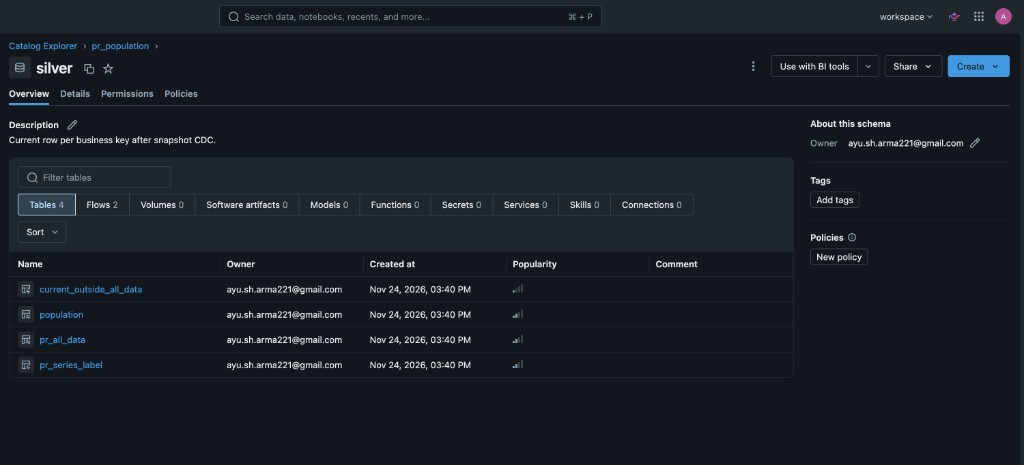 Search data, notebooks, recents, and more... ⌘ + P
workspace
A
Catalog Explorer › pr_population ›
silver
Use with BI tools
Share
Create
Overview Details Permissions Policies
Description
Current row per business key after snapshot CDC.
Filter tables
Tables 4 Flows 2 Volumes 0 Software artifacts 0 Models 0 Functions 0 Secrets 0 Services 0 Skills 0 Connections 0
Sort
Name Owner Created at Popularity Comment
current_outside_all_data ayu.sh.arma221@gmail.com Nov 24, 2026, 03:40 PM
population ayu.sh.arma221@gmail.com Nov 24, 2026, 03:40 PM
pr_all_data ayu.sh.arma221@gmail.com Nov 24, 2026, 03:40 PM
pr_series_label ayu.sh.arma221@gmail.com Nov 24, 2026, 03:40 PM
About this schema
Owner ayu.sh.arma221@gmail.com
Tags
Add tags
Policies
New policy